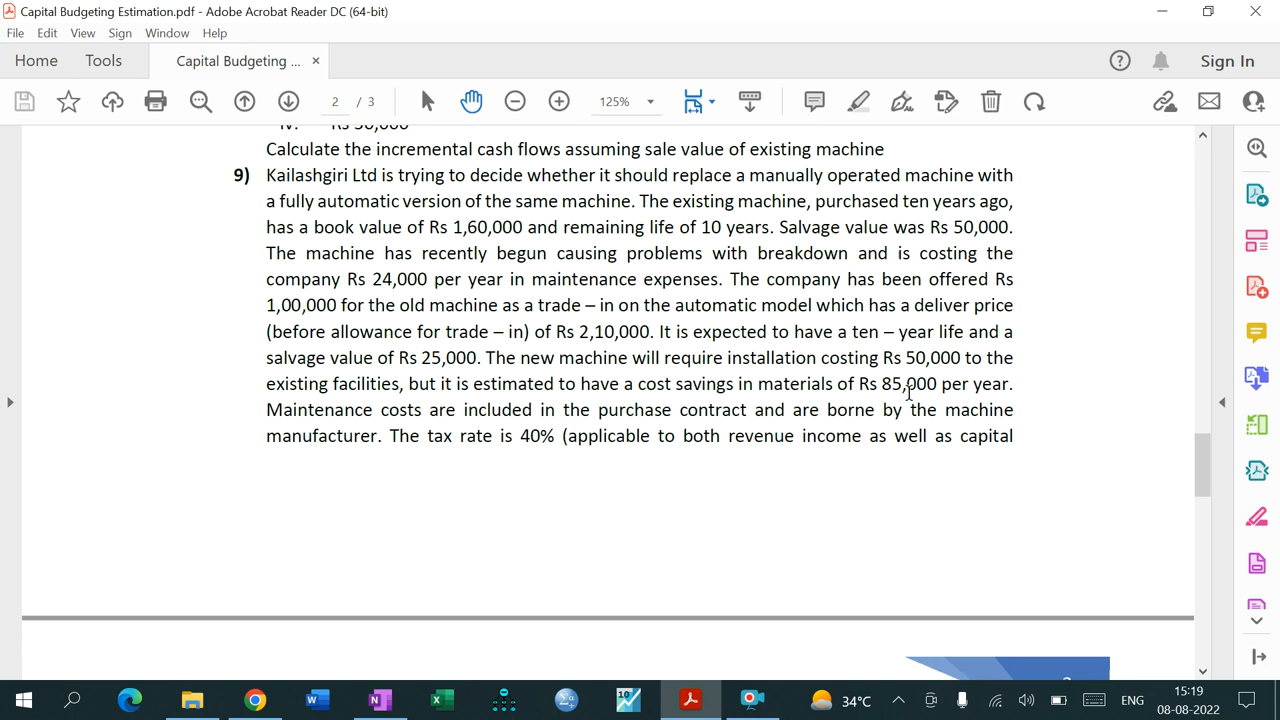 Capital Budgeting Estimation.pdf - Adobe Acrobat Reader DC (64-bit)
File Edit View Sign Window Help
Home Tools Capital Budgeting ... × Sign In
2 / 3 125%
iv. Rs 50,000
Calculate the incremental cash flows assuming sale value of existing machine
9) Kailashgiri Ltd is trying to decide whether it should replace a manually operated machine with
a fully automatic version of the same machine. The existing machine, purchased ten years ago,
has a book value of Rs 1,60,000 and remaining life of 10 years. Salvage value was Rs 50,000.
The machine has recently begun causing problems with breakdown and is costing the
company Rs 24,000 per year in maintenance expenses. The company has been offered Rs
1,00,000 for the old machine as a trade – in on the automatic model which has a deliver price
(before allowance for trade – in) of Rs 2,10,000. It is expected to have a ten – year life and a
salvage value of Rs 25,000. The new machine will require installation costing Rs 50,000 to the
existing facilities, but it is estimated to have a cost savings in materials of Rs 85,000 per year.
Maintenance costs are included in the purchase contract and are borne by the machine
manufacturer. The tax rate is 40% (applicable to both revenue income as well as capital
34°C ENG 15:19
08-08-2022